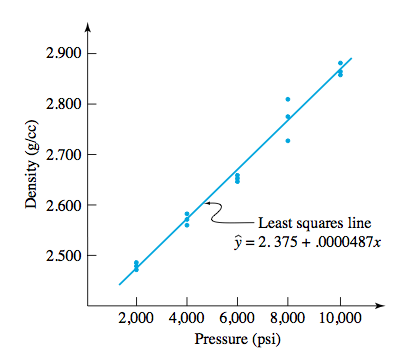 2.900
2.800
2.700
2.600
2.500
Density (g/cc)
Least squares line
ŷ = 2. 375 + .0000487x
2,000 4,000 6,000 8,000 10,000
Pressure (psi)